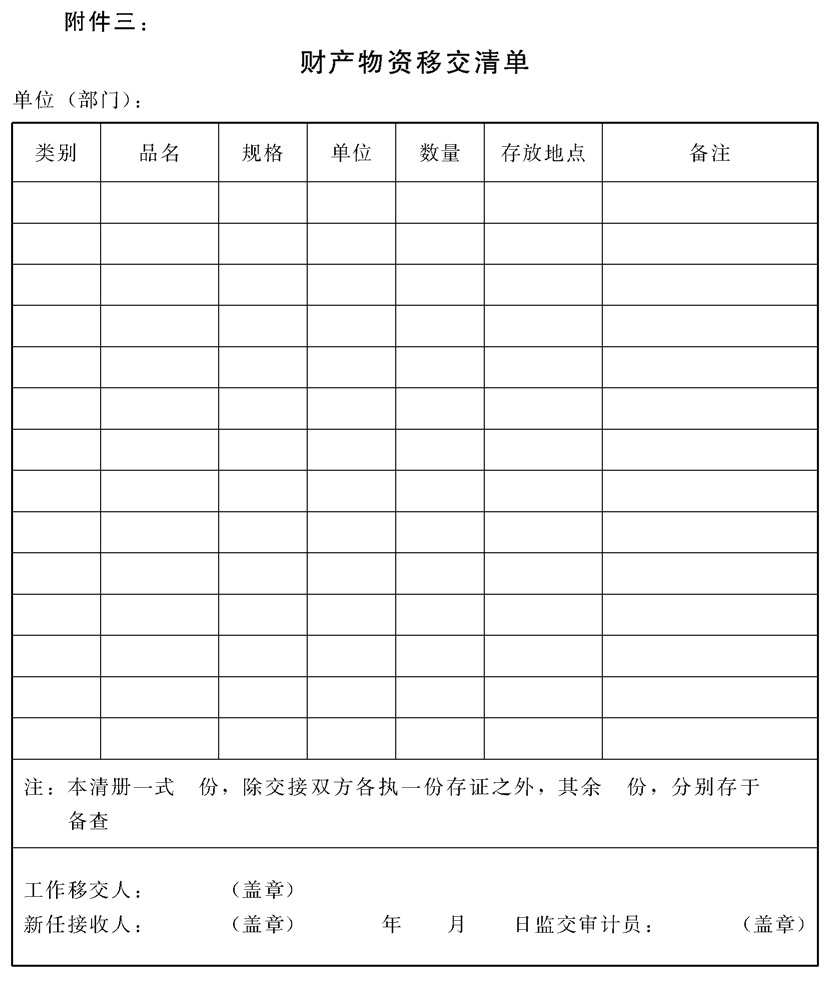 附件三：
财产物资移交清单
单位（部门）：
类别 品名 规格 单位 数量 存放地点 备注
注：本清册一式 份，除交接双方各执一份存证之外，其余 份，分别存于
备查
工作移交人： （盖章）
新任接收人： （盖章） 年 月 日监交审计员： （盖章）